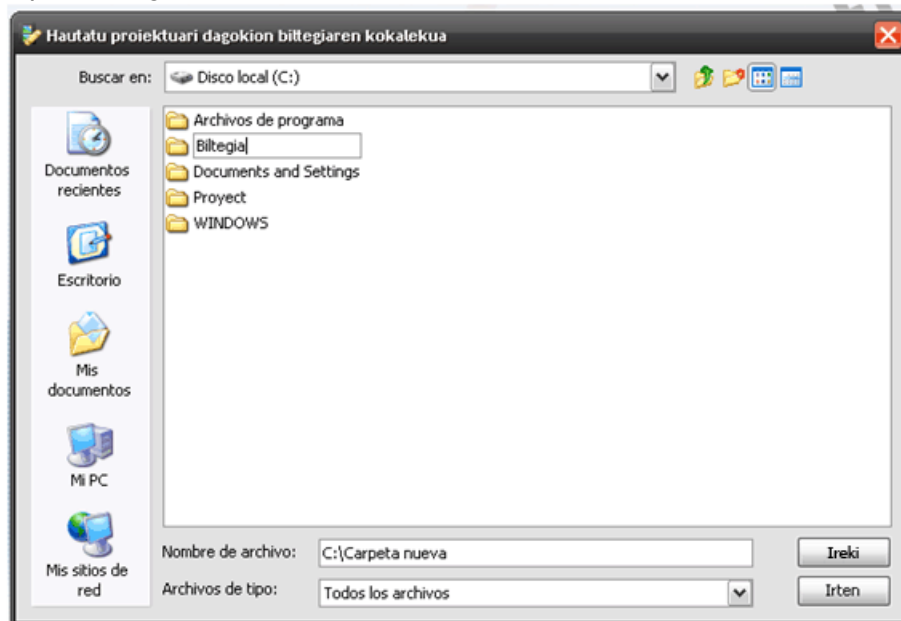 Hautatu proiektuari dagokion biltegiaren kokalekua
Buscar en: Disco local (C:)
Archivos de programa
Biltegia
Documents and Settings
Proyect
WINDOWS
Documentos
recientes
Escritorio
Mis
documentos
Mi PC
Mis sitios de
red
Nombre de archivo: C:\Carpeta nueva Ireki
Archivos de tipo: Todos los archivos Irten